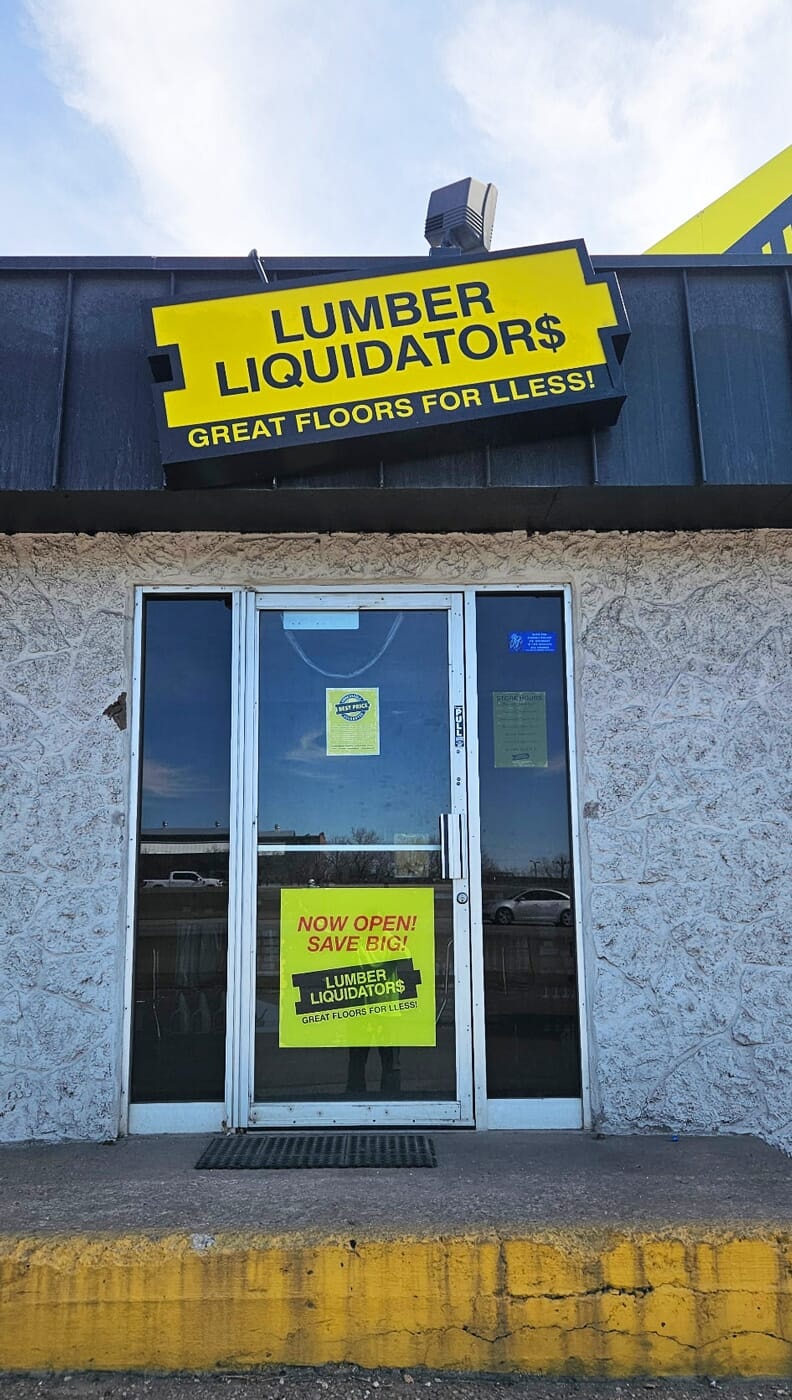 LUMBER
LIQUIDATOR$
GREAT FLOORS FOR LLESS!
BEST PRICE
PULL
STORE HOURS
NOW OPEN!
SAVE BIG!
LUMBER
LIQUIDATOR$
GREAT FLOORS FOR LLESS!